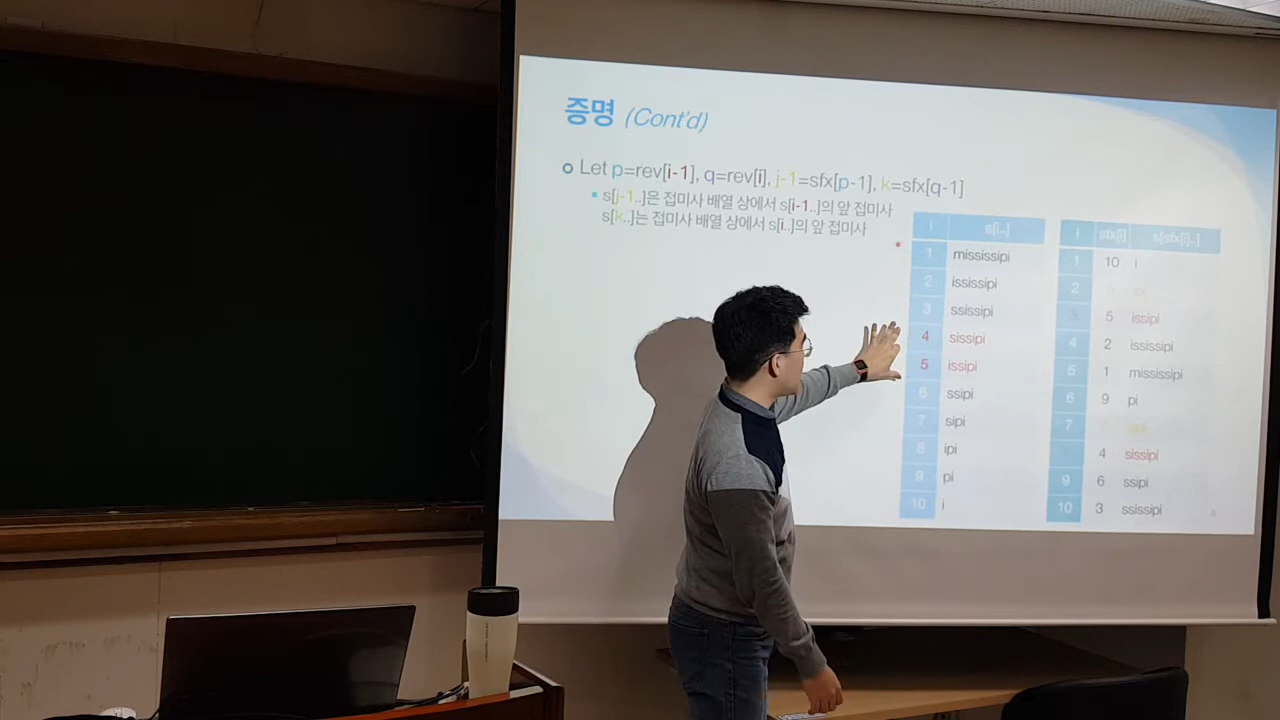 증명 (Cont'd)
Let p=rev[i-1], q=rev[i], j-1=sfx[p-1], k=sfx[q-1]
s[j-1..]은 접미사 배열 상에서 s[i-1..]의 앞 접미사
s[k..]는 접미사 배열 상에서 s[i..]의 앞 접미사
i s[i..]
1 mississipi
2 ississipi
3 ssissipi
4 sissipi
5 issipi
6 ssipi
7 sipi
8 ipi
9 pi
10 i
i sfx[i] s[sfx[i]..]
1 10 i
2
5 issipi
4 2 ississipi
5 1 mississipi
6 9 pi
7
4 sissipi
9 6 ssipi
10 3 ssissipi